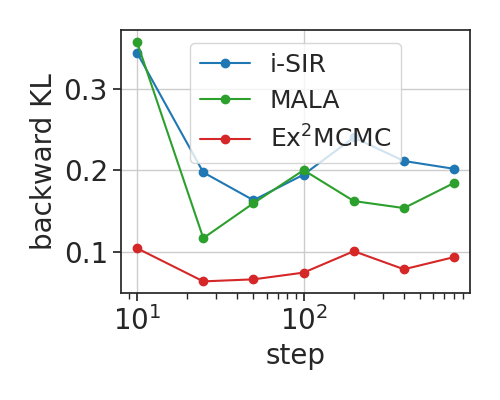 backward KL
0.3
0.2
0.1
i-SIR
MALA
Ex²MCMC
10¹
10²
step